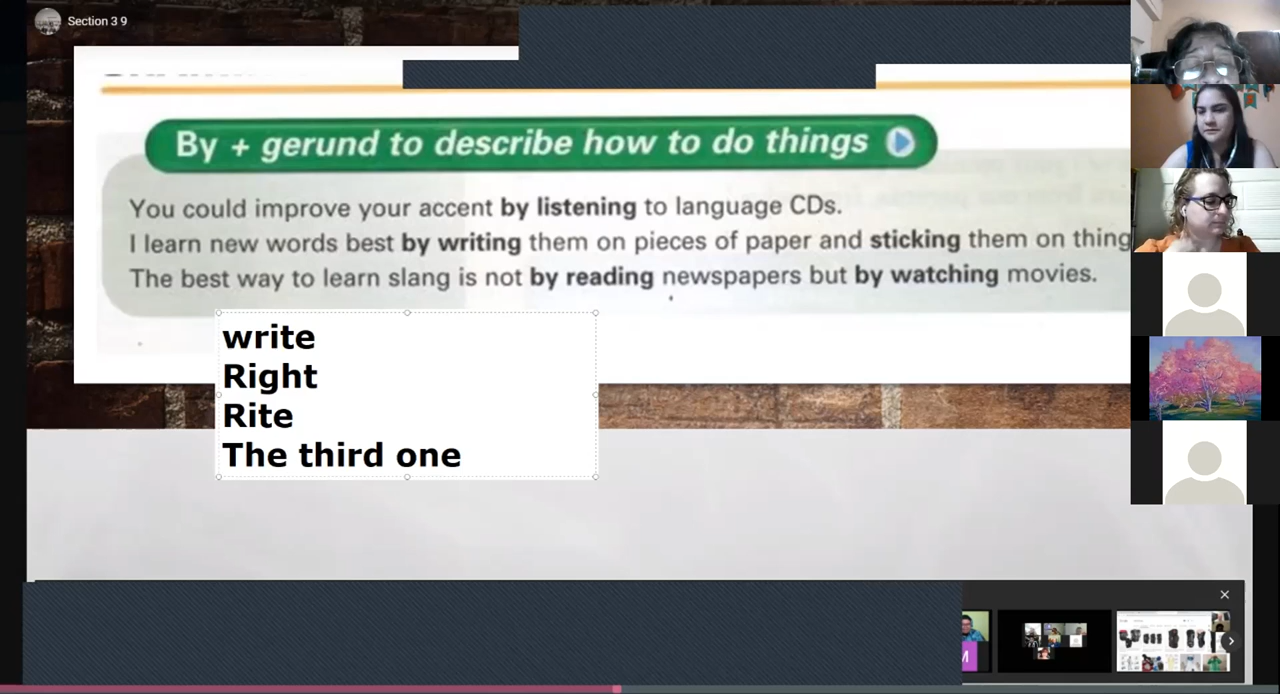 Section 3 9
By + gerund to describe how to do things
You could improve your accent by listening to language CDs.
I learn new words best by writing them on pieces of paper and sticking them on thing
The best way to learn slang is not by reading newspapers but by watching movies.
write
Right
Rite
The third one
M